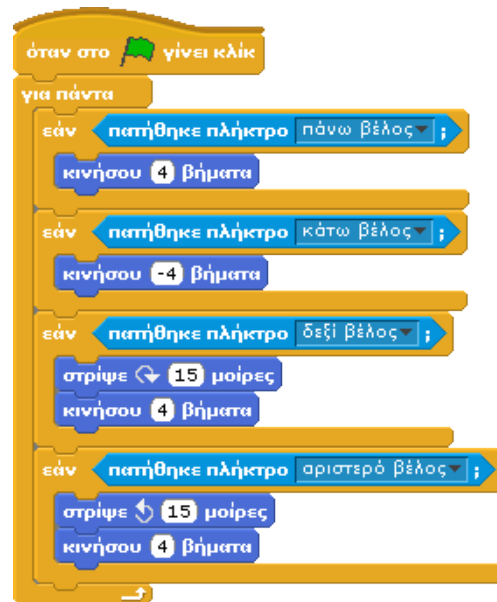 όταν στο γίνει κλίκ
για πάντα
εάν πατήθηκε πλήκτρο πάνω βέλος ;
κινήσου 4 βήματα
εάν πατήθηκε πλήκτρο κάτω βέλος ;
κινήσου -4 βήματα
εάν πατήθηκε πλήκτρο δεξί βέλος ;
στρίψε 15 μοίρες
κινήσου 4 βήματα
εάν πατήθηκε πλήκτρο αριστερό βέλος ;
στρίψε 15 μοίρες
κινήσου 4 βήματα